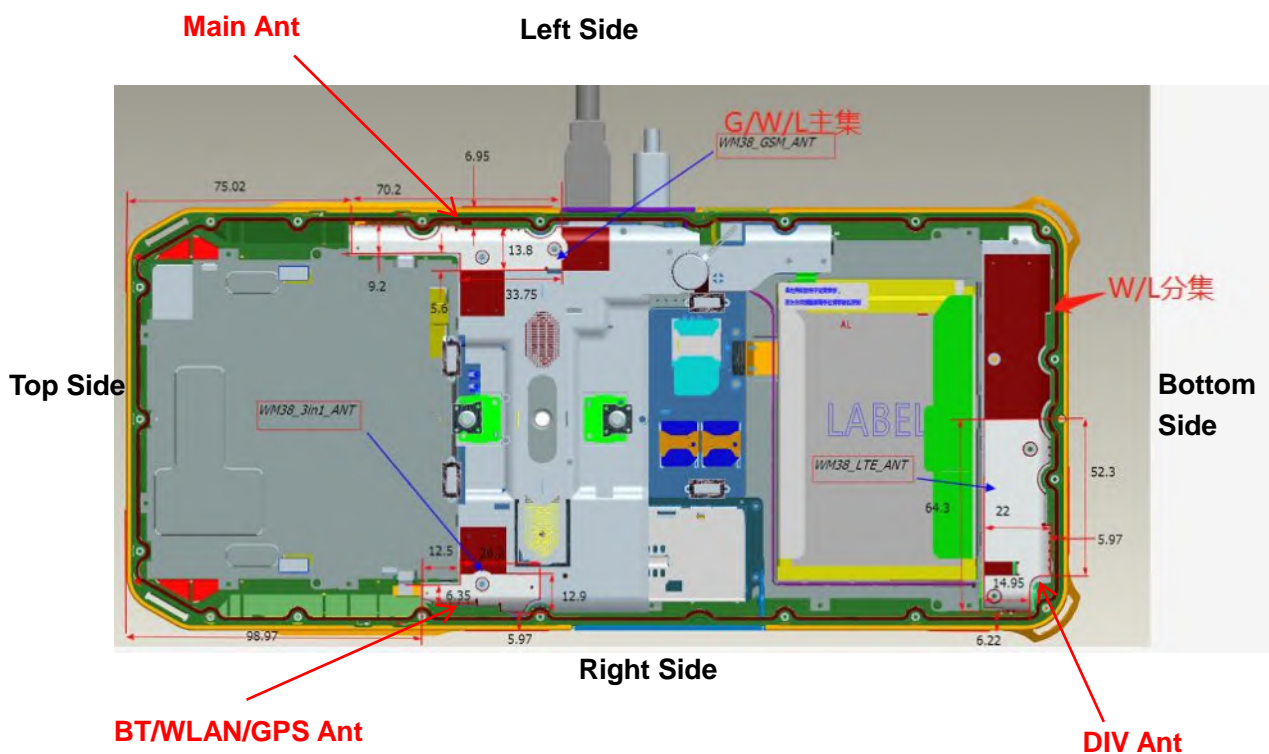 Main Ant
Left Side
G/W/L主集
WM38_GSM_ANT
6.95
75.02
70.2
13.8
9.2
33.75
5.6
W/L分集
AL
Top Side
Bottom
Side
WM38_3in1_ANT
LABEL
WM38_LTE_ANT
52.3
64.3
22
5.97
12.5
14.95
6.35
12.9
98.97
5.97
6.22
Right Side
BT/WLAN/GPS Ant
DIV Ant